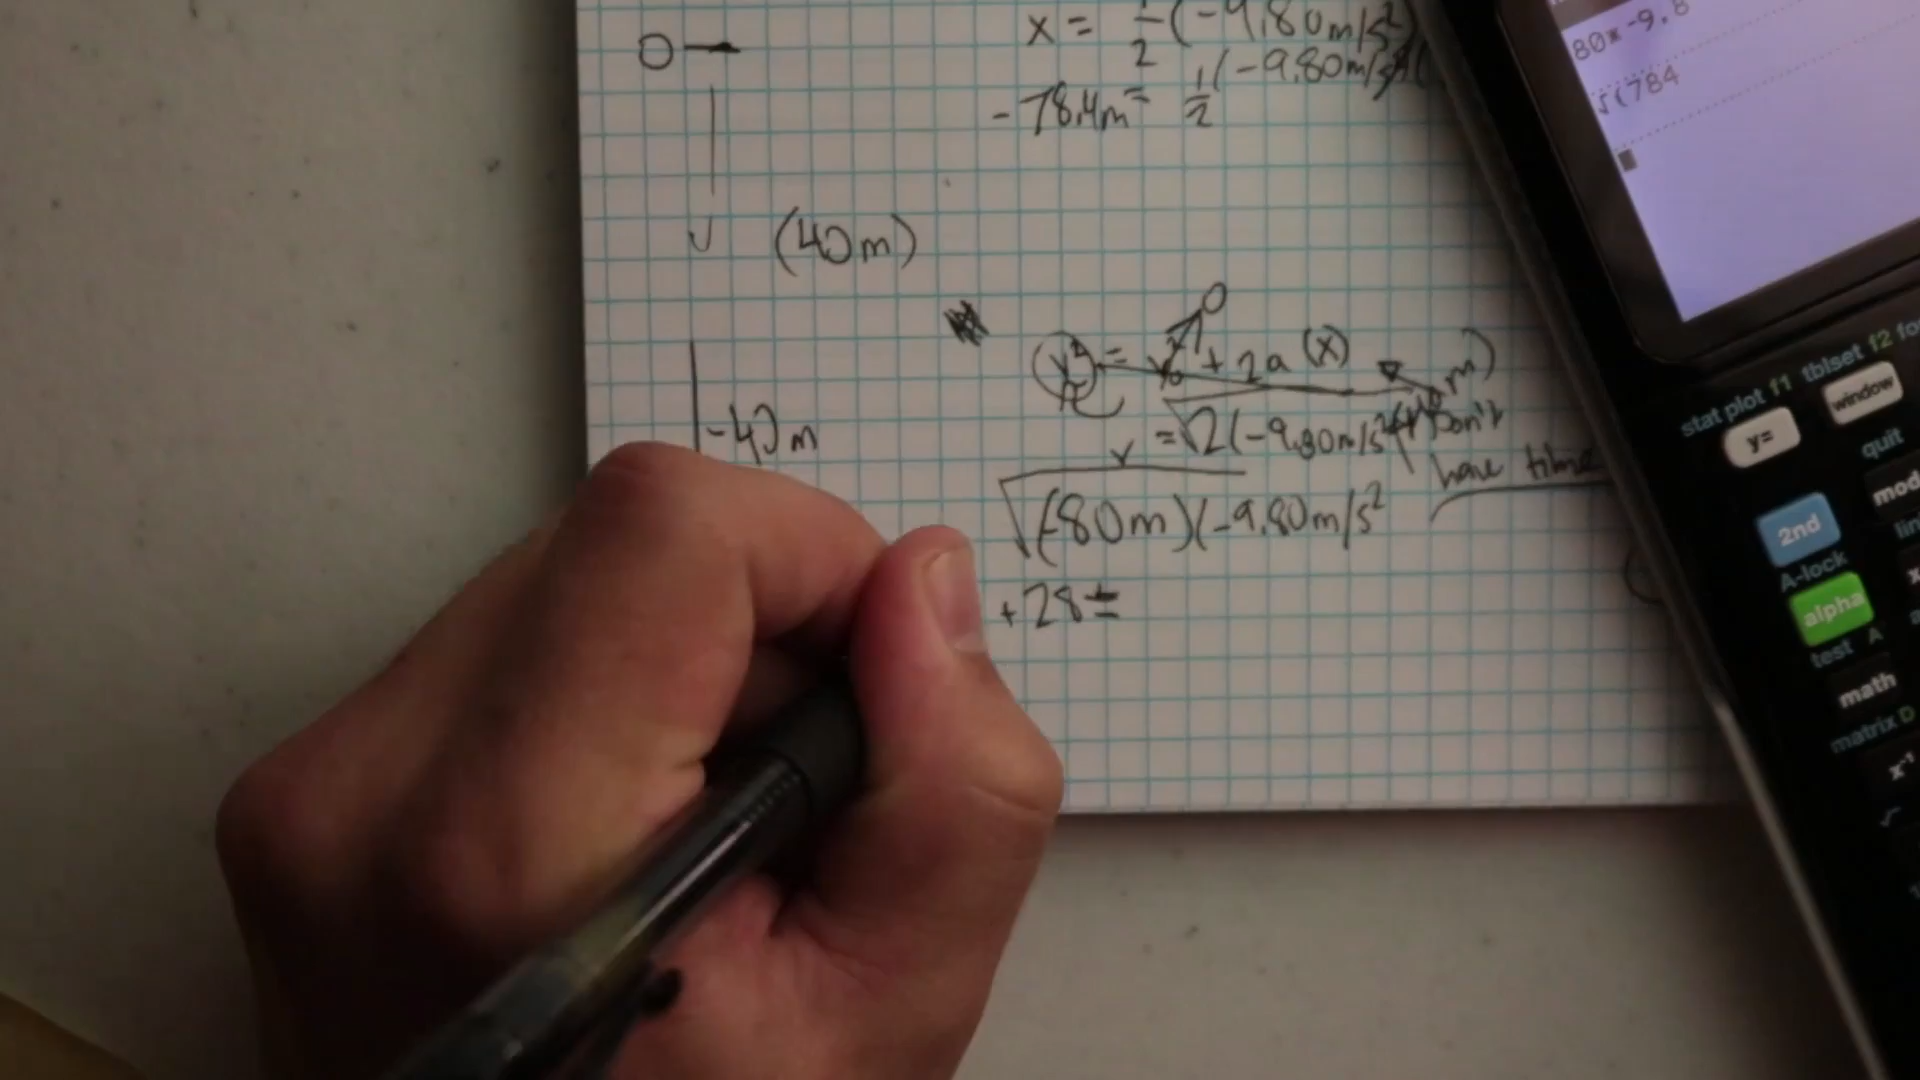 x = 1/2 (-9.80m/s²)
-78.4m = 1/2 (-9.80m/s²)(
(40m)
0
v² = v₀² + 2a (x)
-40m
v = √2(-9.80m/s²)( m)
Don't
have time
√(-80m)(-9.80m/s²
+28 ±
80*-9.8
√(784
stat plot f1 tblset f2
y= window
quit
2nd
A-lock
alpha
test A
math
matrix D
x⁻¹